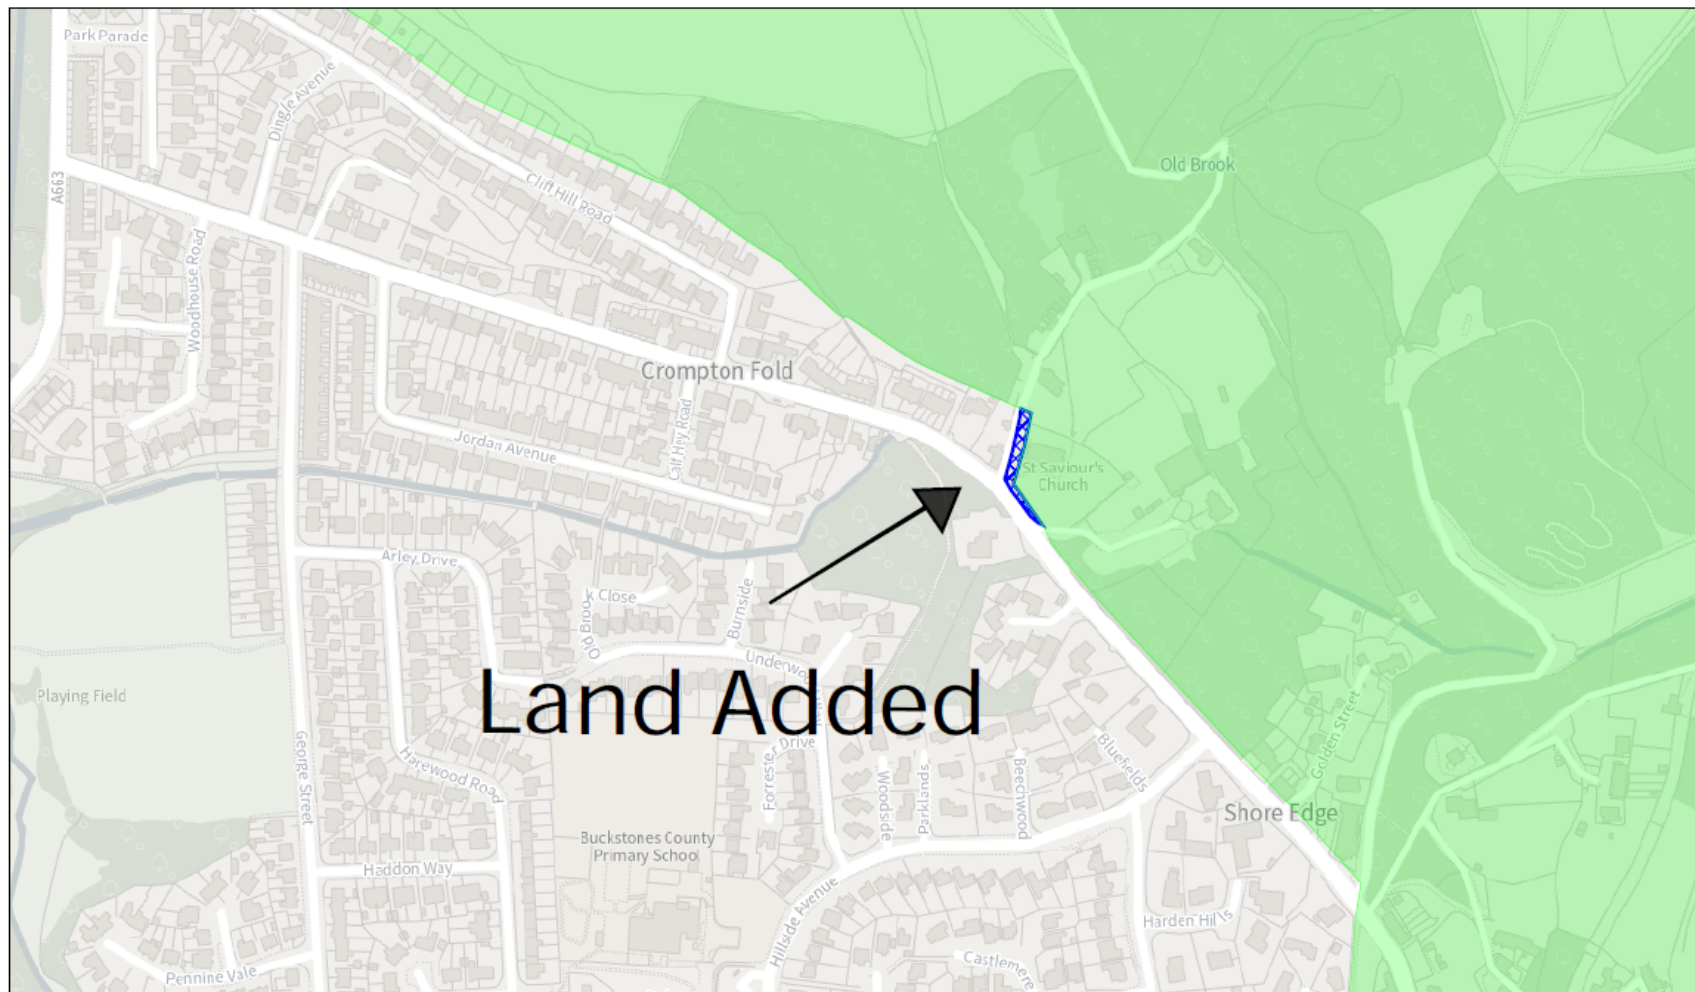 Park Parade
Dingle Avenue
A663
Old Brook
Cliff Hill Road
Woodhouse Road
Crompton Fold
Calf Hey Road
Jordan Avenue
St Saviour's
Church
Arley Drive
k Close
Old Broo
Burnside
Underwo
Land Added
Playing Field
George Street
Harewood Road
Forrester Drive
Woodside
Parklands
Beechwood
Bluefields
Golden Street
Shore Edge
Buckstones County
Primary School
Haddon Way
Hillside Avenue
Harden Hills
Pennine Vale
Castlemere